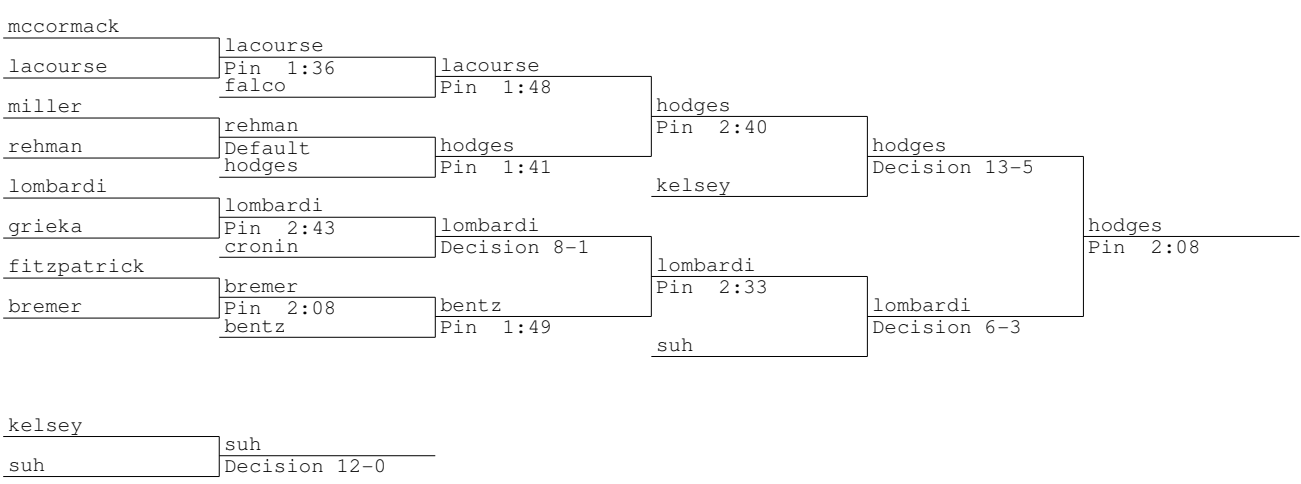 mccormack
lacourse
lacourse
Pin 1:36
lacourse
falco
Pin 1:48
miller
hodges
rehman
Pin 2:40
rehman
Default
hodges
hodges
hodges
Pin 1:41
Decision 13-5
lombardi
kelsey
lombardi
grieka
Pin 2:43
lombardi
hodges
cronin
Decision 8-1
Pin 2:08
fitzpatrick
lombardi
bremer
Pin 2:33
bremer
Pin 2:08
bentz
lombardi
bentz
Pin 1:49
Decision 6-3
suh
kelsey
suh
suh
Decision 12-0